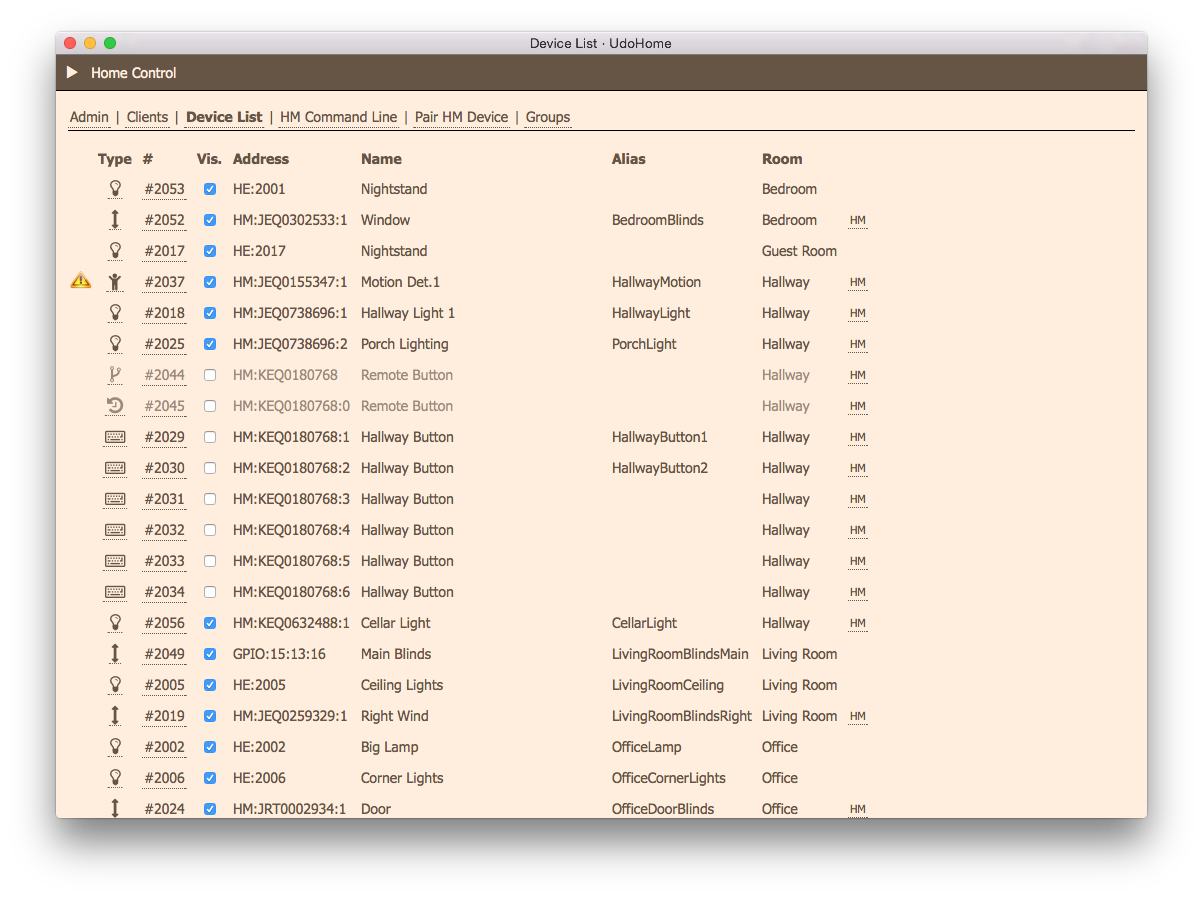 Device List · UdoHome
Home Control
Admin | Clients | Device List | HM Command Line | Pair HM Device | Groups
Type # Vis. Address Name Alias Room
#2053 HE:2001 Nightstand Bedroom
#2052 HM:JEQ0302533:1 Window BedroomBlinds Bedroom HM
#2017 HE:2017 Nightstand Guest Room
#2037 HM:JEQ0155347:1 Motion Det.1 HallwayMotion Hallway HM
#2018 HM:JEQ0738696:1 Hallway Light 1 HallwayLight Hallway HM
#2025 HM:JEQ0738696:2 Porch Lighting PorchLight Hallway HM
#2044 HM:KEQ0180768 Remote Button Hallway HM
#2045 HM:KEQ0180768:0 Remote Button Hallway HM
#2029 HM:KEQ0180768:1 Hallway Button HallwayButton1 Hallway HM
#2030 HM:KEQ0180768:2 Hallway Button HallwayButton2 Hallway HM
#2031 HM:KEQ0180768:3 Hallway Button Hallway HM
#2032 HM:KEQ0180768:4 Hallway Button Hallway HM
#2033 HM:KEQ0180768:5 Hallway Button Hallway HM
#2034 HM:KEQ0180768:6 Hallway Button Hallway HM
#2056 HM:KEQ0632488:1 Cellar Light CellarLight Hallway HM
#2049 GPIO:15:13:16 Main Blinds LivingRoomBlindsMain Living Room
#2005 HE:2005 Ceiling Lights LivingRoomCeiling Living Room
#2019 HM:JEQ0259329:1 Right Wind LivingRoomBlindsRight Living Room HM
#2002 HE:2002 Big Lamp OfficeLamp Office
#2006 HE:2006 Corner Lights OfficeCornerLights Office
#2024 HM:JRT0002934:1 Door OfficeDoorBlinds Office HM